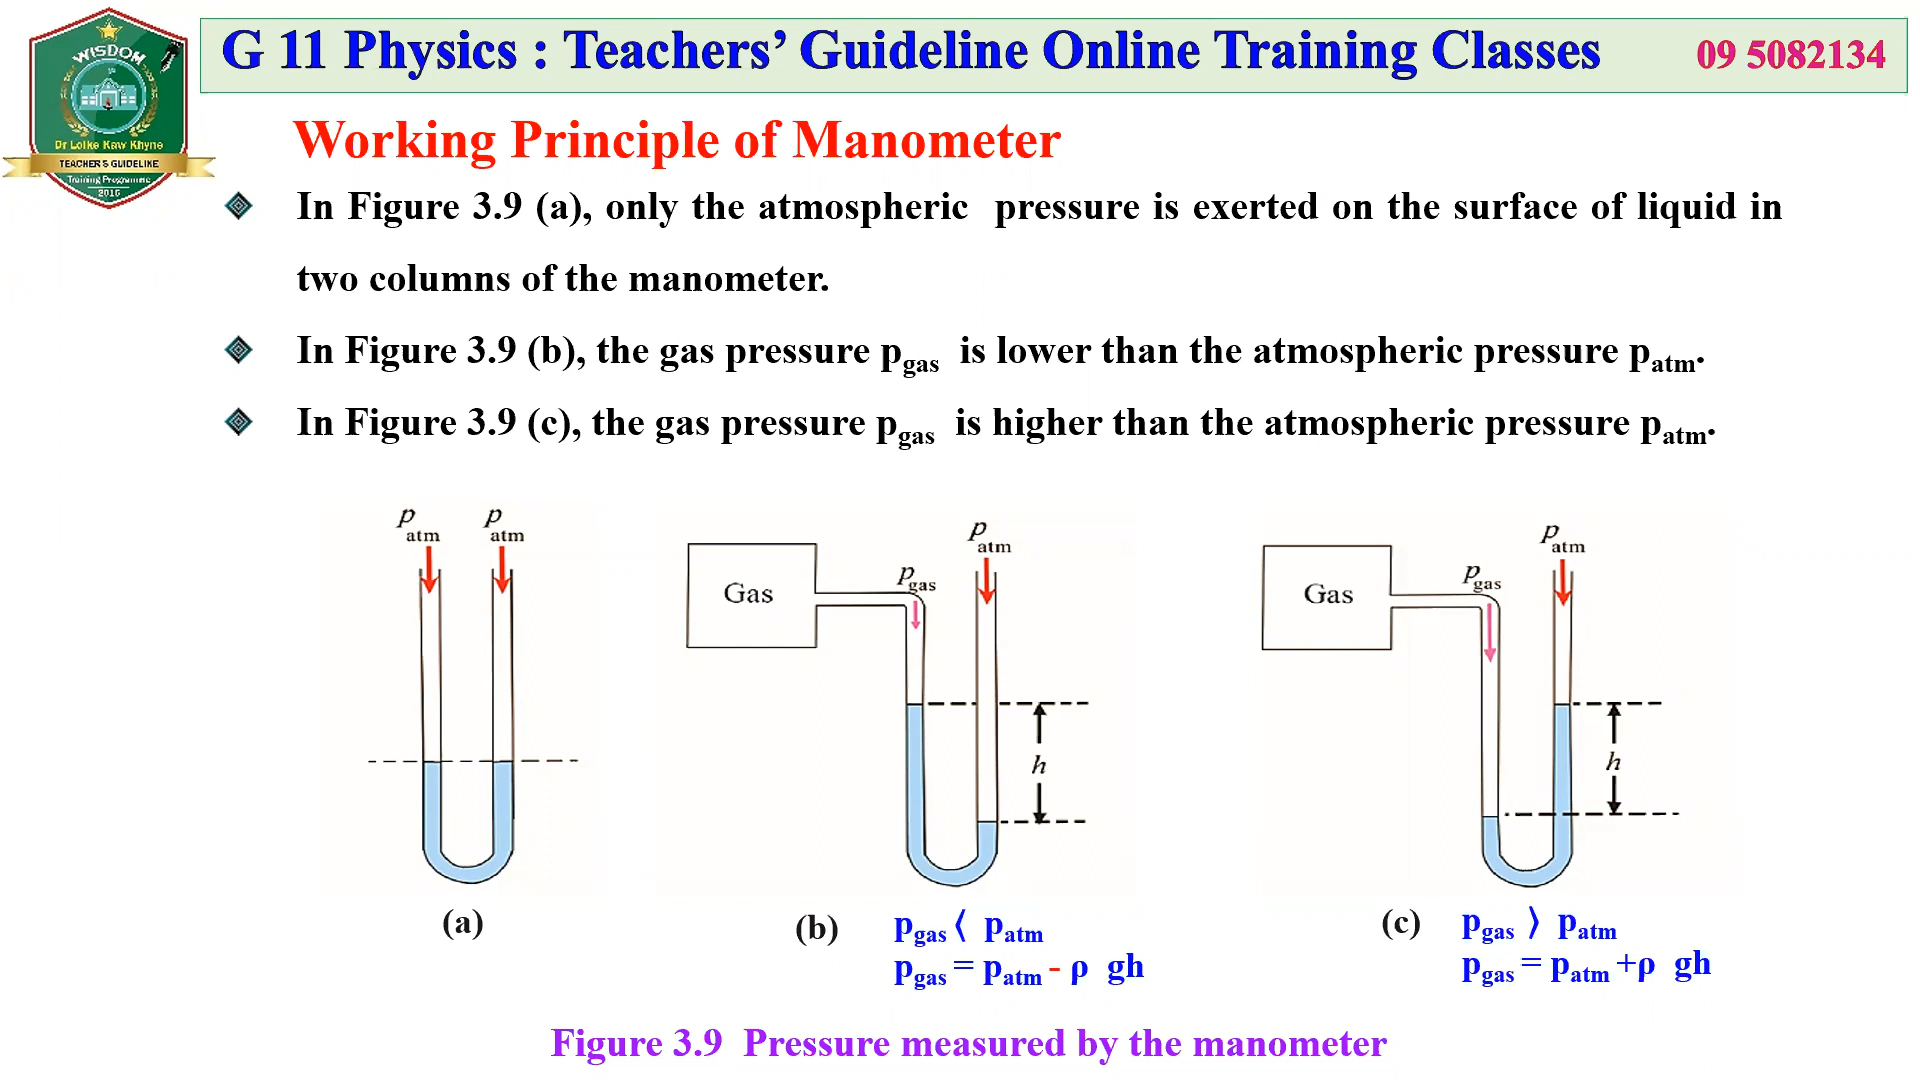 G 11 Physics : Teachers’ Guideline Online Training Classes 09 5082134
WISDOM
Dr Loike Kaw Khyne
TEACHER'S GUIDELINE
Training Programme
2016
Working Principle of Manometer
In Figure 3.9 (a), only the atmospheric pressure is exerted on the surface of liquid in
two columns of the manometer.
In Figure 3.9 (b), the gas pressure pgas is lower than the atmospheric pressure patm.
In Figure 3.9 (c), the gas pressure pgas is higher than the atmospheric pressure patm.
p atm p atm
Gas pgas p atm
h
Gas pgas p atm
h
(a)
(b) pgas ⟨ patm
pgas = patm - ρ gh
(c) pgas ⟩ patm
pgas = patm +ρ gh
Figure 3.9 Pressure measured by the manometer